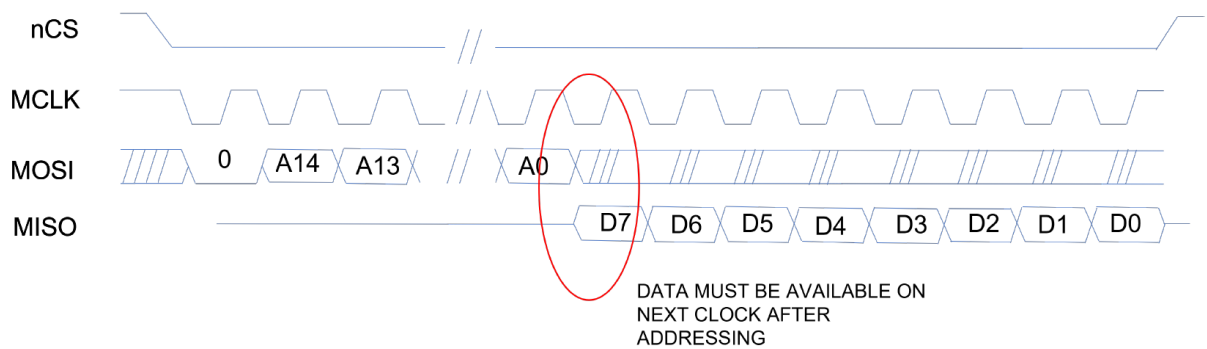 nCS
MCLK
MOSI 0 A14 A13 A0
MISO D7 D6 D5 D4 D3 D2 D1 D0
DATA MUST BE AVAILABLE ON
NEXT CLOCK AFTER
ADDRESSING